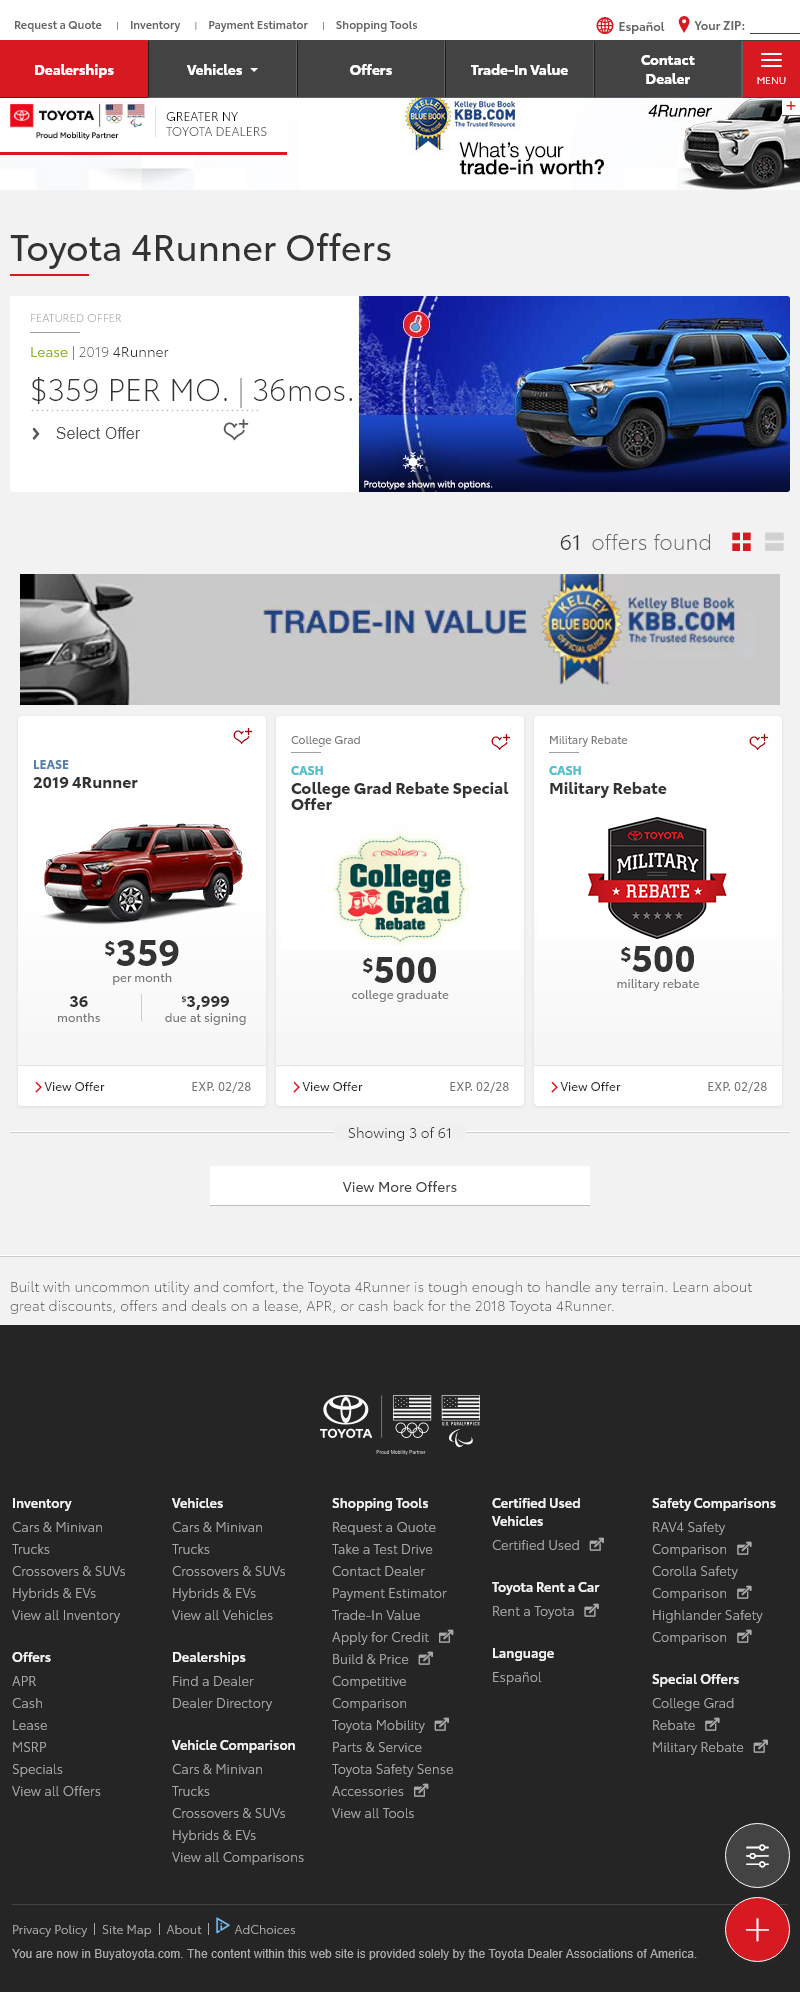 Request a Quote | Inventory | Payment Estimator | Shopping Tools
Español
Your ZIP:
Dealerships
Vehicles
Offers
Trade-In Value
Contact
Dealer
MENU
TOYOTA
Proud Mobility Partner
GREATER NY
TOYOTA DEALERS
KELLEY
BLUE BOOK
OFFICIAL GUIDE
Kelley Blue Book
KBB.COM
The Trusted Resource
What's your
trade-in worth?
4Runner
Toyota 4Runner Offers
FEATURED OFFER
Lease | 2019 4Runner
$359 PER MO. | 36mos.
Select Offer
Prototype shown with options.
61 offers found
TRADE-IN VALUE
KELLEY
BLUE BOOK
OFFICIAL GUIDE
Kelley Blue Book
KBB.COM
The Trusted Resource
LEASE
2019 4Runner
$359
per month
36
months
$3,999
due at signing
View Offer
EXP. 02/28
College Grad
CASH
College Grad Rebate Special
Offer
College
Grad
Rebate
$500
college graduate
View Offer
EXP. 02/28
Military Rebate
CASH
Military Rebate
TOYOTA
MILITARY
REBATE
$500
military rebate
View Offer
EXP. 02/28
Showing 3 of 61
View More Offers
Built with uncommon utility and comfort, the Toyota 4Runner is tough enough to handle any terrain. Learn about
great discounts, offers and deals on a lease, APR, or cash back for the 2018 Toyota 4Runner.
TOYOTA
U.S. PARALYMPICS
Proud Mobility Partner
Inventory
Cars & Minivan
Trucks
Crossovers & SUVs
Hybrids & EVs
View all Inventory
Offers
APR
Cash
Lease
MSRP
Specials
View all Offers
Vehicles
Cars & Minivan
Trucks
Crossovers & SUVs
Hybrids & EVs
View all Vehicles
Dealerships
Find a Dealer
Dealer Directory
Vehicle Comparison
Cars & Minivan
Trucks
Crossovers & SUVs
Hybrids & EVs
View all Comparisons
Shopping Tools
Request a Quote
Take a Test Drive
Contact Dealer
Payment Estimator
Trade-In Value
Apply for Credit
Build & Price
Competitive
Comparison
Toyota Mobility
Parts & Service
Toyota Safety Sense
Accessories
View all Tools
Certified Used
Vehicles
Certified Used
Toyota Rent a Car
Rent a Toyota
Language
Español
Safety Comparisons
RAV4 Safety
Comparison
Corolla Safety
Comparison
Highlander Safety
Comparison
Special Offers
College Grad
Rebate
Military Rebate
Privacy Policy | Site Map | About | AdChoices
You are now in Buyatoyota.com. The content within this web site is provided solely by the Toyota Dealer Associations of America.